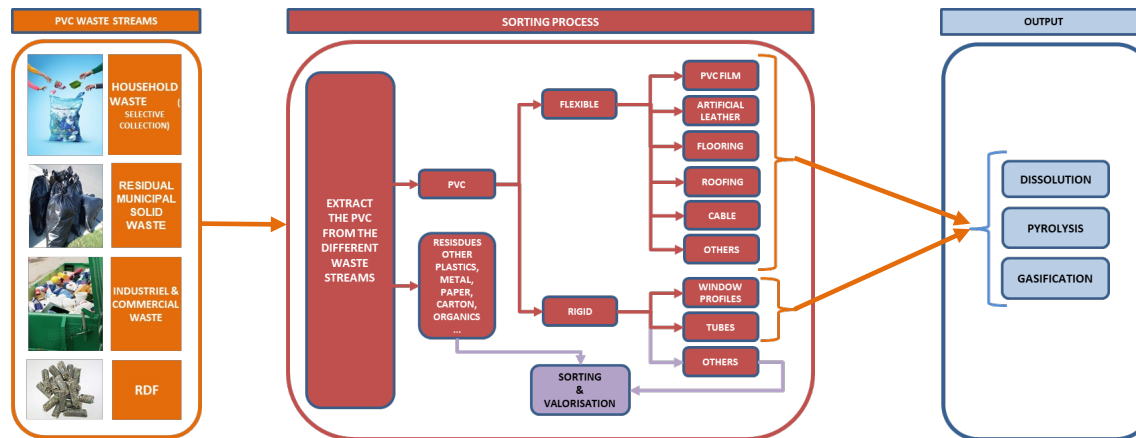 PVC WASTE STREAMS
HOUSEHOLD
WASTE (
SELECTIVE
COLLECTION)
RESIDUAL
MUNICIPAL
SOLID
WASTE
INDUSTRIEL &
COMMERCIAL
WASTE
RDF
SORTING PROCESS
EXTRACT
THE PVC
FROM THE
DIFFERENT
WASTE
STREAMS
PVC
RESISDUES
OTHER
PLASTICS,
METAL,
PAPER,
CARTON,
ORGANICS
...
FLEXIBLE
RIGID
PVC FILM
ARTIFICIAL
LEATHER
FLOORING
ROOFING
CABLE
OTHERS
WINDOW
PROFILES
TUBES
OTHERS
SORTING
&
VALORISATION
OUTPUT
DISSOLUTION
PYROLYSIS
GASIFICATION